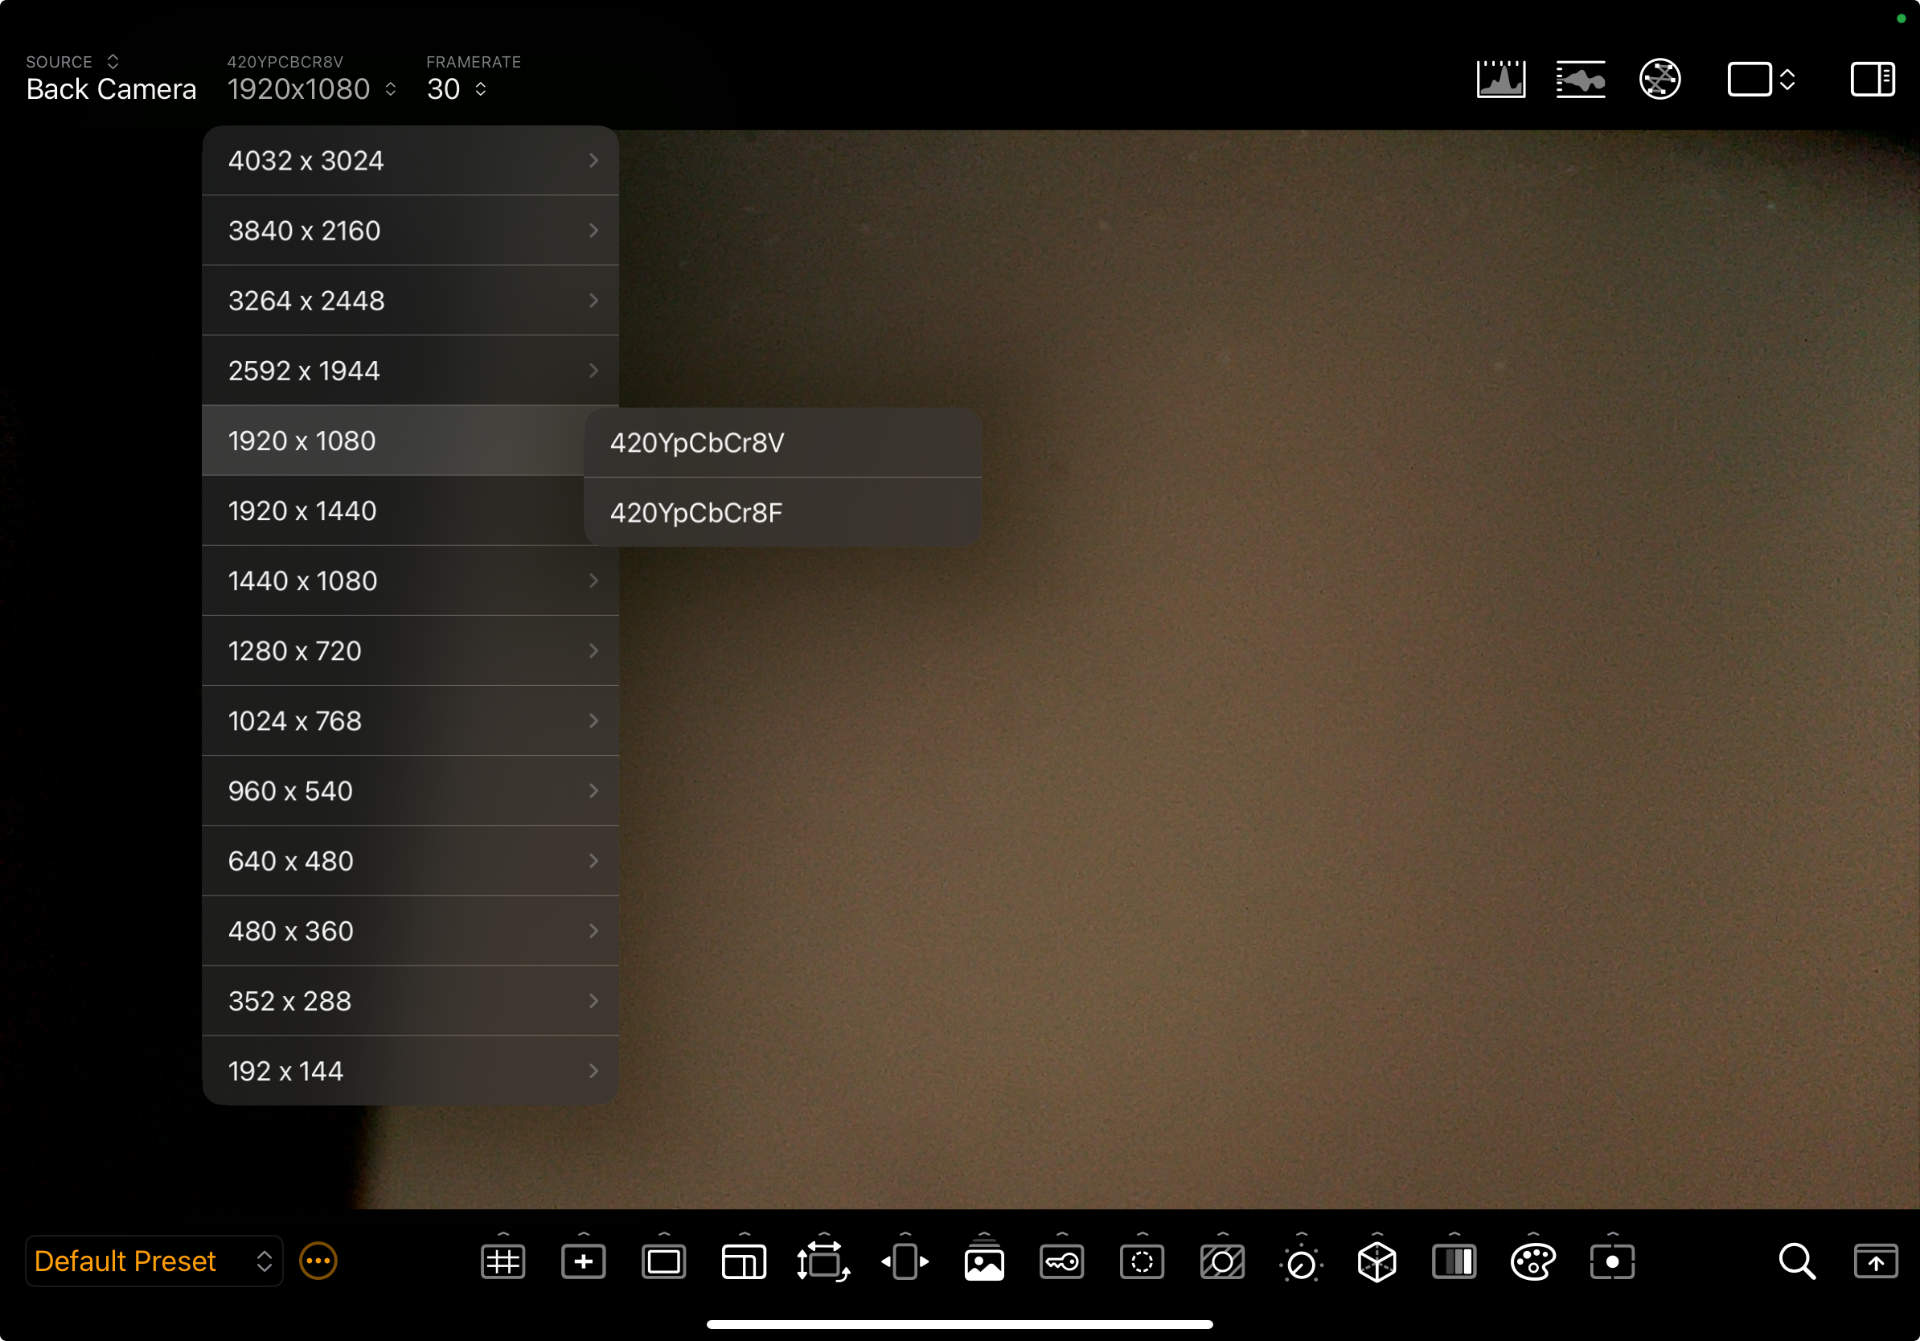 SOURCE
Back Camera
420YPCBCR8V
1920x1080
FRAMERATE
30
4032 x 3024
3840 x 2160
3264 x 2448
2592 x 1944
1920 x 1080
420YpCbCr8V
420YpCbCr8F
1920 x 1440
1440 x 1080
1280 x 720
1024 x 768
960 x 540
640 x 480
480 x 360
352 x 288
192 x 144
Default Preset